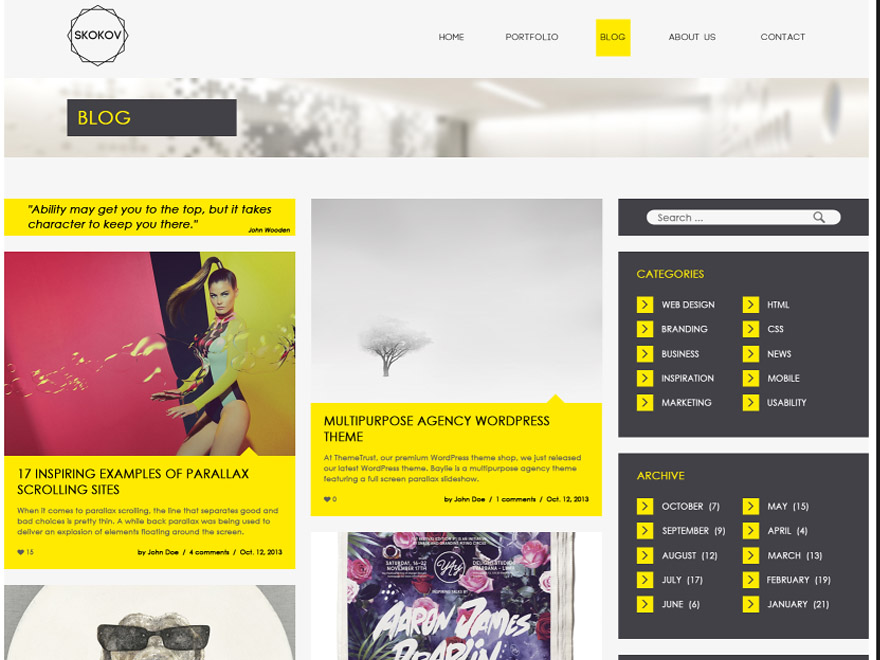 SKOKOV
HOME PORTFOLIO BLOG ABOUT US CONTACT
BLOG
"Ability may get you to the top, but it takes
character to keep you there."
John Wooden
17 INSPIRING EXAMPLES OF PARALLAX
SCROLLING SITES
When it comes to parallax scrolling, the line that separates good and
bad choices is pretty thin. A while back parallax was being used to
deliver an explosion of elements floating around the screen.
15 by John Doe / 4 comments / Oct. 12, 2013
MULTIPURPOSE AGENCY WORDPRESS
THEME
At ThemeTrust, our premium WordPress theme shop, we just released
our latest WordPress theme. Baylie is a multipurpose agency theme
featuring a full screen parallax slideshow.
0 by John Doe / 1 comments / Oct. 12, 2013
SATURDAY, 16-22
NOVEMBER 17TH
YAY
AARON JAMES
DRAPLIN
Search ...
CATEGORIES
WEB DESIGN HTML
BRANDING CSS
BUSINESS NEWS
INSPIRATION MOBILE
MARKETING USABILITY
ARCHIVE
OCTOBER (7) MAY (15)
SEPTEMBER (9) APRIL (4)
AUGUST (12) MARCH (13)
JULY (17) FEBRUARY (19)
JUNE (6) JANUARY (21)